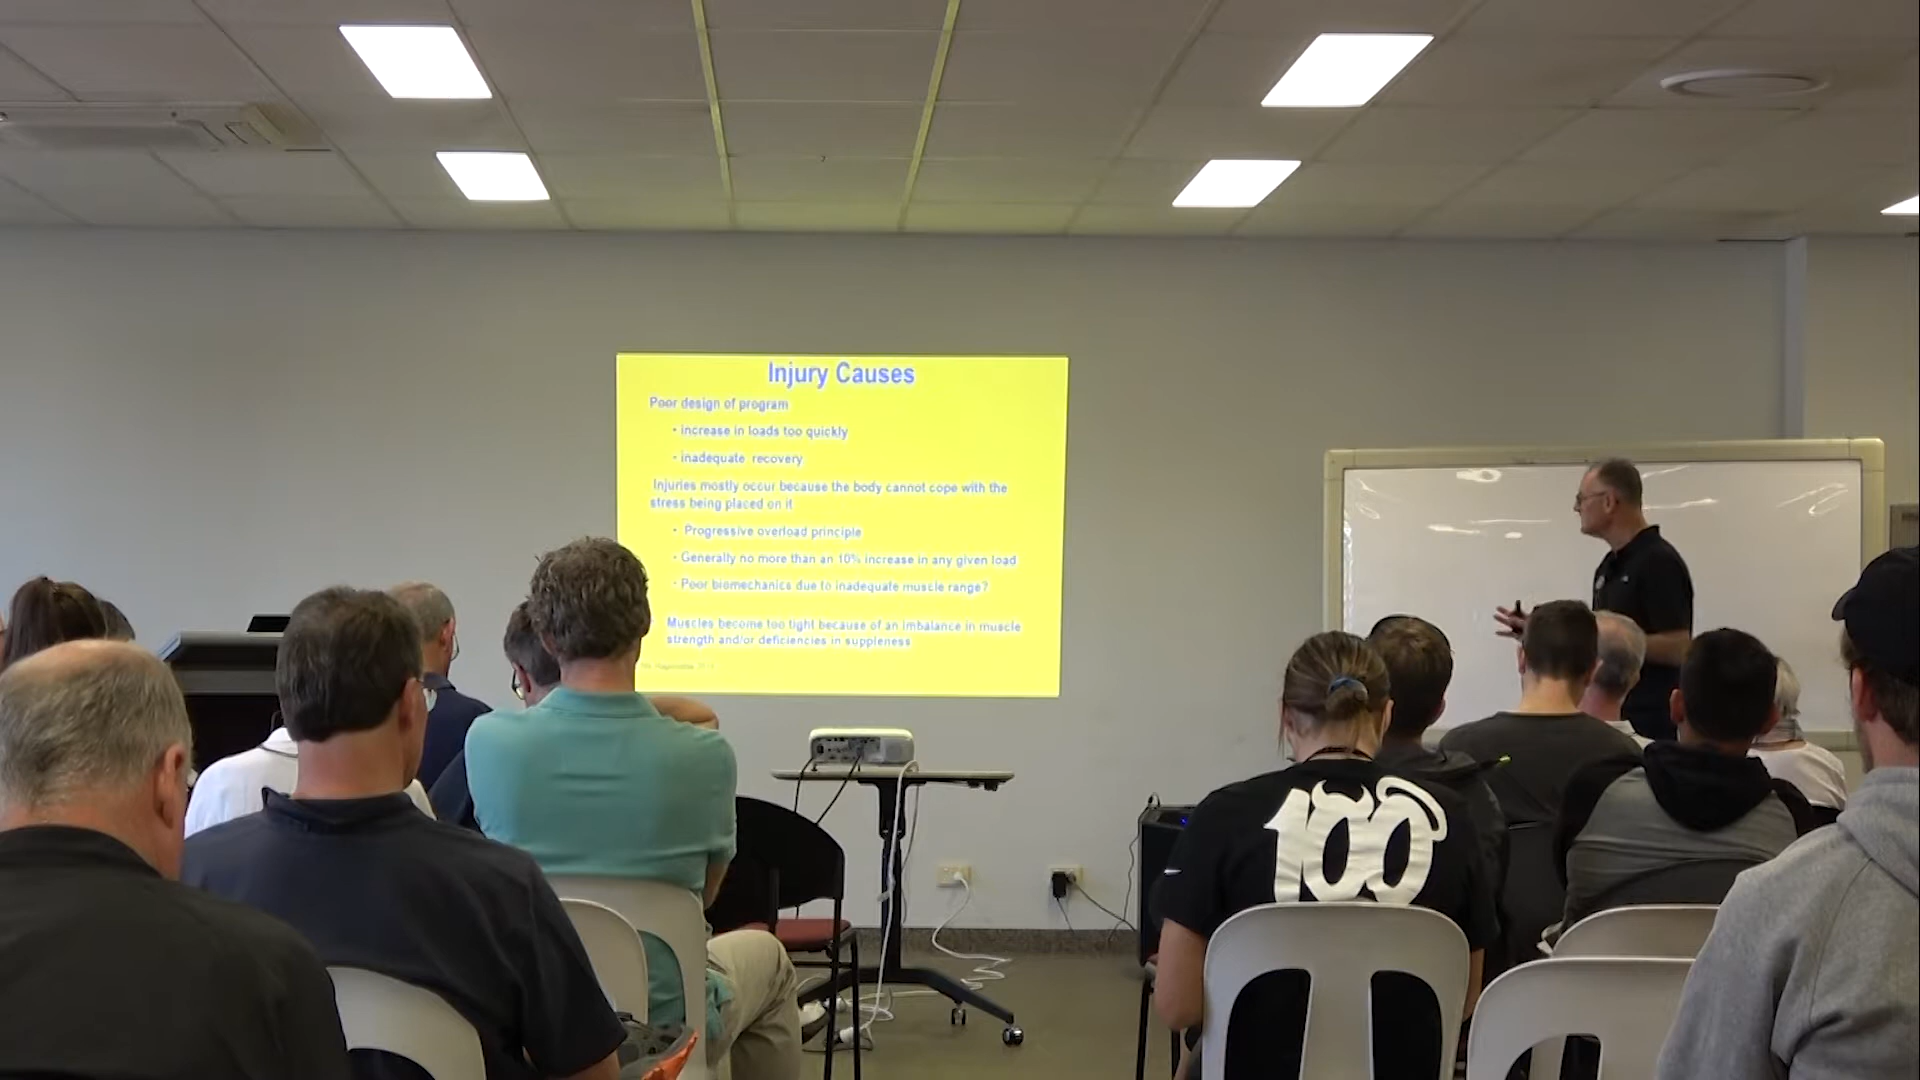 Injury Causes
Poor design of program
• increase in loads too quickly
• inadequate recovery
Injuries mostly occur because the body cannot cope with the
stress being placed on it
• Progressive overload principle
• Generally no more than an 10% increase in any given load
• Poor biomechanics due to inadequate muscle range?
Muscles become too tight because of an imbalance in muscle
strength and/or deficiencies in suppleness
100